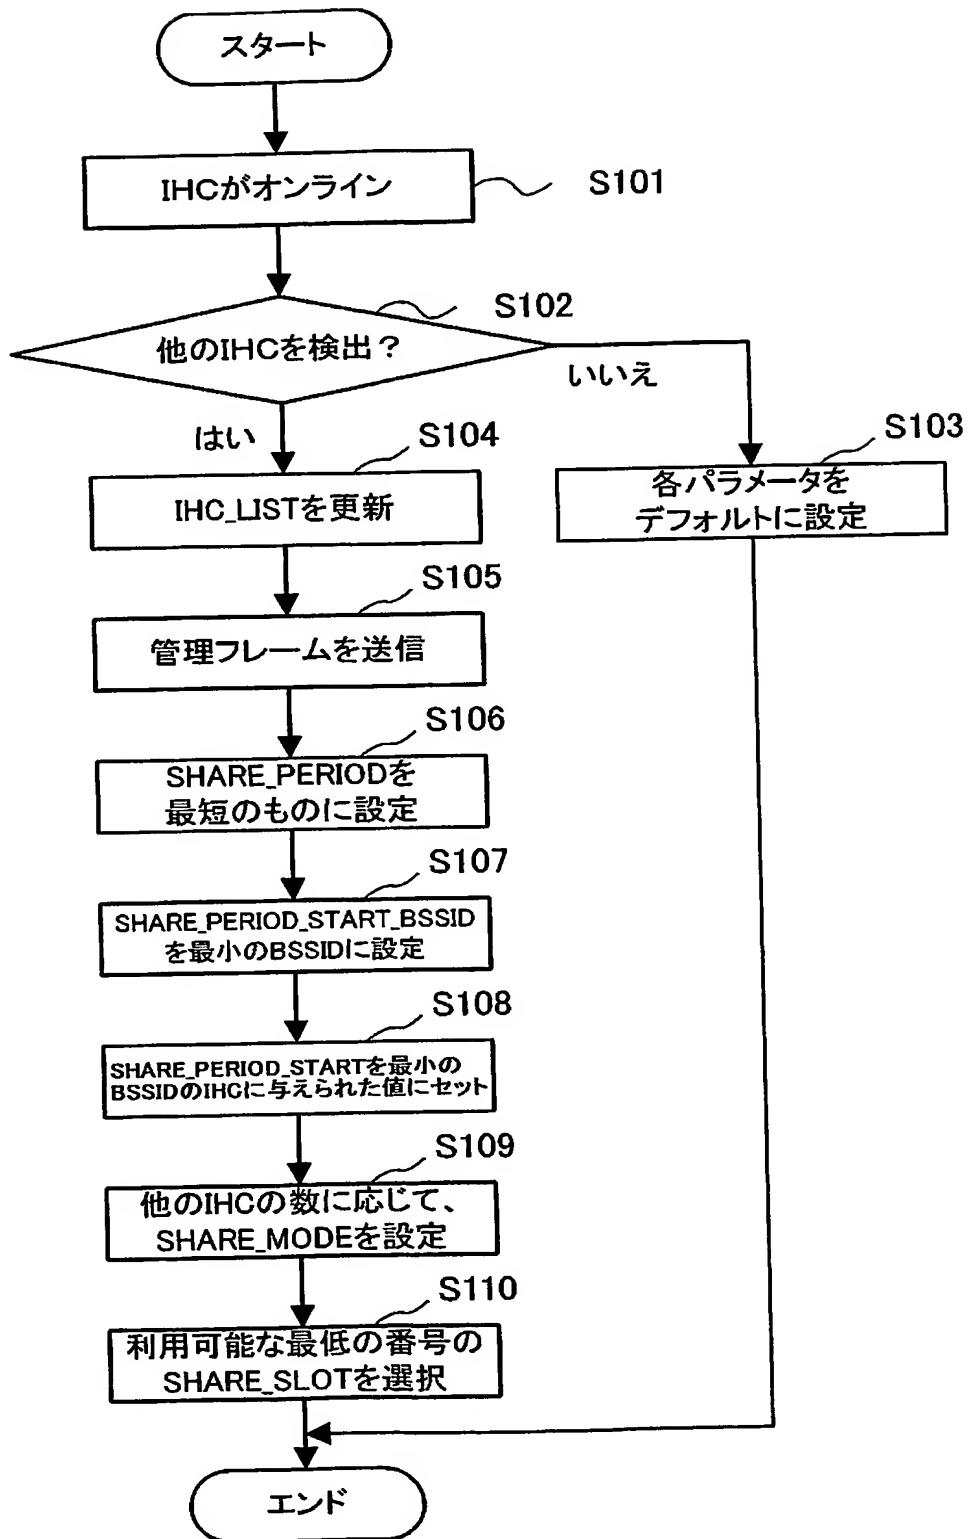 スタート
IHCがオンライン
S101
S102
他のIHCを検出？
いいえ
はい
S104
S103
IHC_LISTを更新
各パラメータを
デフォルトに設定
S105
管理フレームを送信
S106
SHARE_PERIODを
最短のものに設定
S107
SHARE_PERIOD_START_BSSID
を最小のBSSIDに設定
S108
SHARE_PERIOD_STARTを最小の
BSSIDのIHCに与えられた値にセット
S109
他のIHCの数に応じて、
SHARE_MODEを設定
S110
利用可能な最低の番号の
SHARE_SLOTを選択
エンド